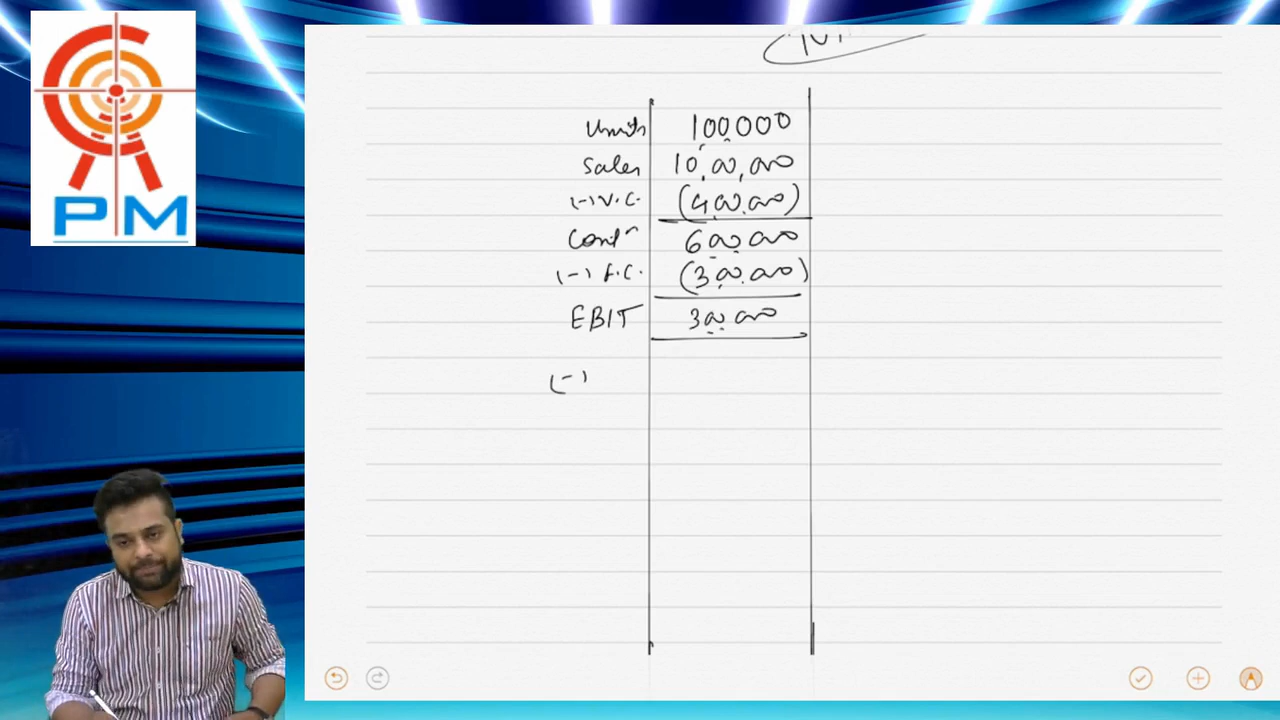 PM
Units 100000
Sales 10,00,000
(-) V.C. (4,00,000)
Contn 6,00,000
(-) F.C. (3,00,000)
EBIT 3,00,000
(-)